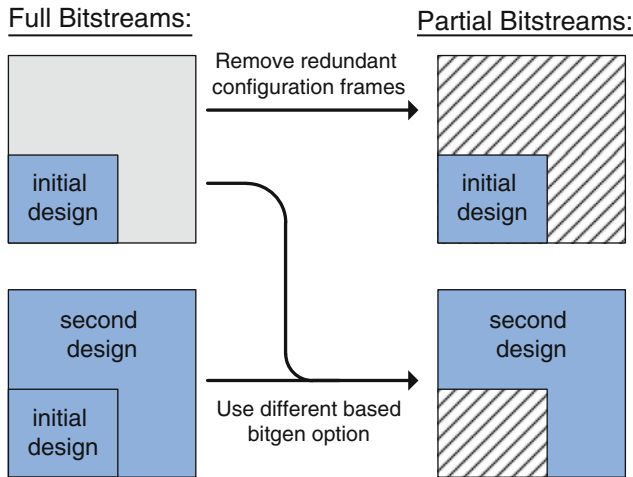 Full Bitstreams:
Partial Bitstreams:
Remove redundant
configuration frames
initial
design
initial
design
second
design
initial
design
Use different based
bitgen option
second
design